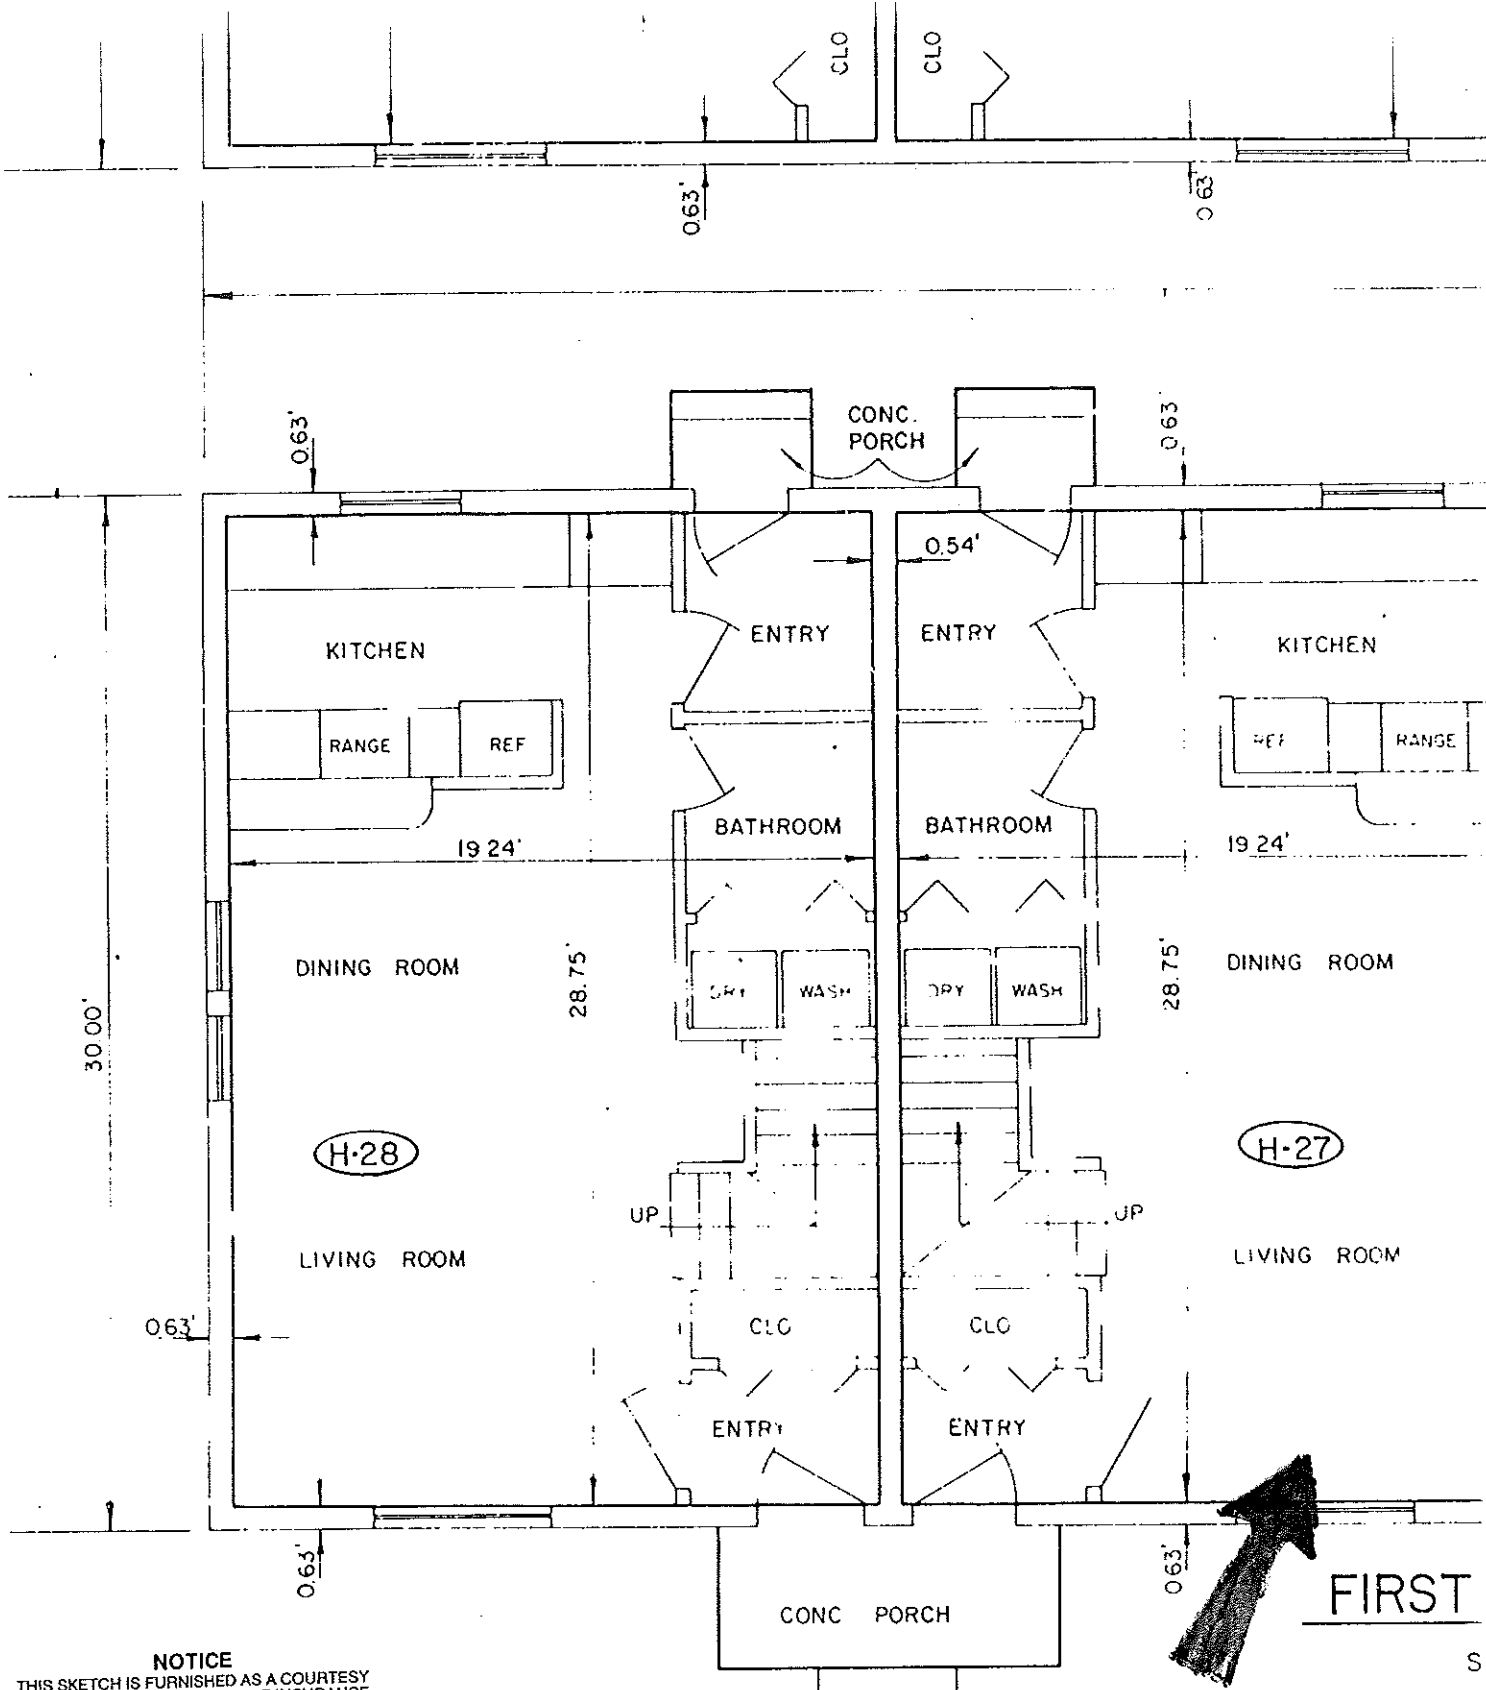 CLO
CLO
0.63'
0.63'
CONC.
PORCH
0.63'
0.63'
0.54'
ENTRY
ENTRY
KITCHEN
KITCHEN
RANGE
REF
REF
RANGE
BATHROOM
BATHROOM
19.24'
19.24'
DINING ROOM
28.75'
DRY
WASH
DRY
WASH
28.75'
DINING ROOM
30.00'
H-28
H-27
UP
UP
LIVING ROOM
LIVING ROOM
0.63'
CLO
CLO
ENTRY
ENTRY
0.63'
0.63'
FIRST
CONC PORCH
S
NOTICE
THIS SKETCH IS FURNISHED AS A COURTESY